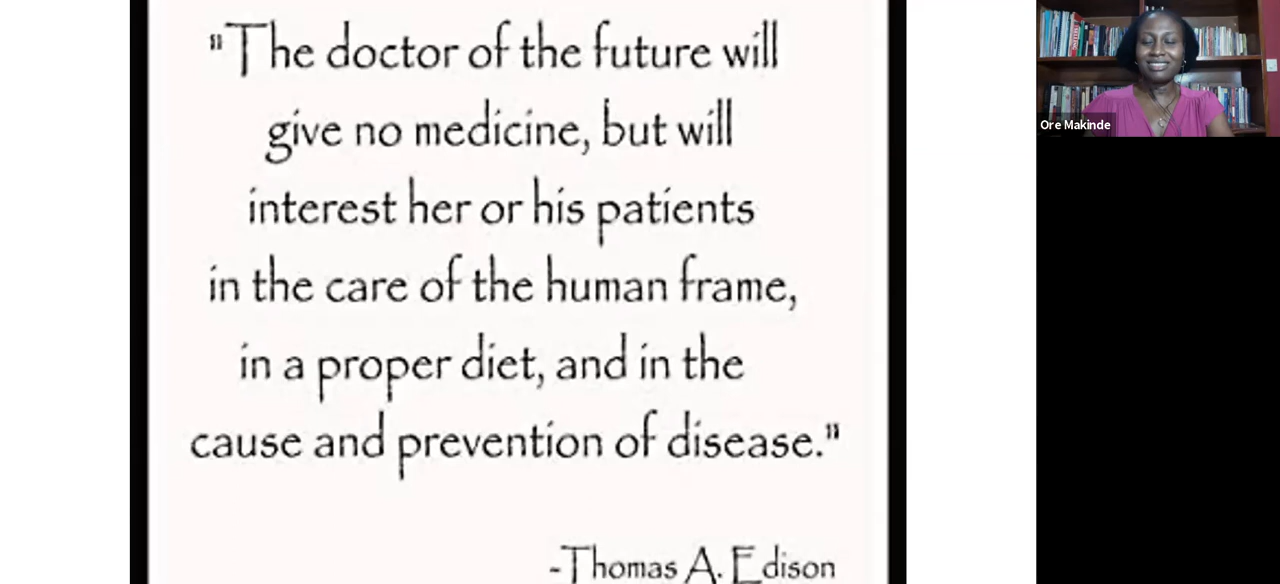 "The doctor of the future will
give no medicine, but will
interest her or his patients
in the care of the human frame,
in a proper diet, and in the
cause and prevention of disease."
-Thomas A. Edison
Ore Makinde